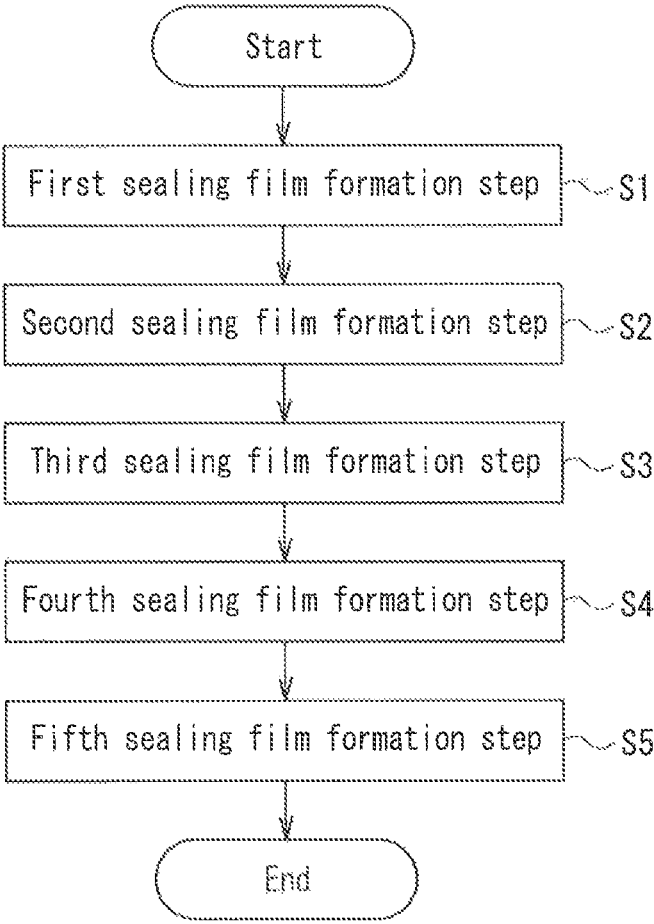 Start
First sealing film formation step
S1
Second sealing film formation step
S2
Third sealing film formation step
S3
Fourth sealing film formation step
S4
Fifth sealing film formation step
S5
End